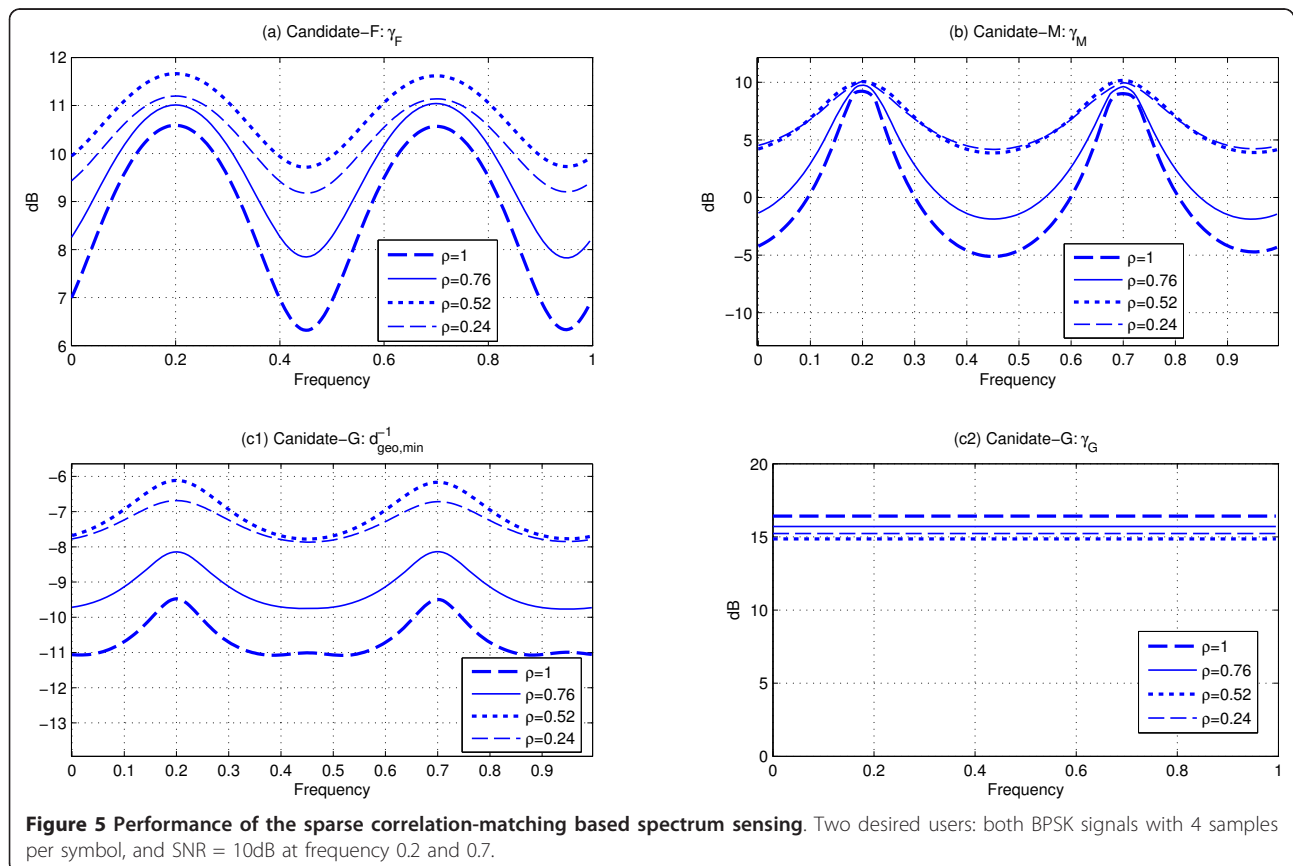 (a) Candidate-F: γF
12
11
10
9
8
7
6
dB
0
0.2
0.4
0.6
0.8
1
Frequency
ρ=1
ρ=0.76
ρ=0.52
ρ=0.24
(b) Canidate-M: γM
10
5
0
−5
−10
dB
0
0.1
0.2
0.3
0.4
0.5
0.6
0.7
0.8
0.9
Frequency
ρ=1
ρ=0.76
ρ=0.52
ρ=0.24
(c1) Canidate-G: d−1geo,min
−6
−7
−8
−9
−10
−11
−12
−13
0
0.1
0.2
0.3
0.4
0.5
0.6
0.7
0.8
0.9
Frequency
ρ=1
ρ=0.76
ρ=0.52
ρ=0.24
(c2) Canidate-G: γG
20
15
10
5
0
dB
0
0.2
0.4
0.6
0.8
1
Frequency
ρ=1
ρ=0.76
ρ=0.52
ρ=0.24
Figure 5 Performance of the sparse correlation-matching based spectrum sensing. Two desired users: both BPSK signals with 4 samples
per symbol, and SNR = 10dB at frequency 0.2 and 0.7.